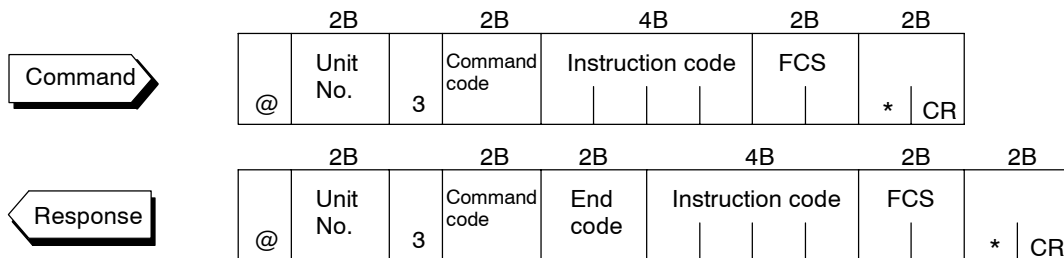 2B 2B 4B 2B 2B
Command @ Unit No. 3 Command code Instruction code FCS * CR
2B 2B 2B 4B 2B 2B
Response @ Unit No. 3 Command code End code Instruction code FCS * CR